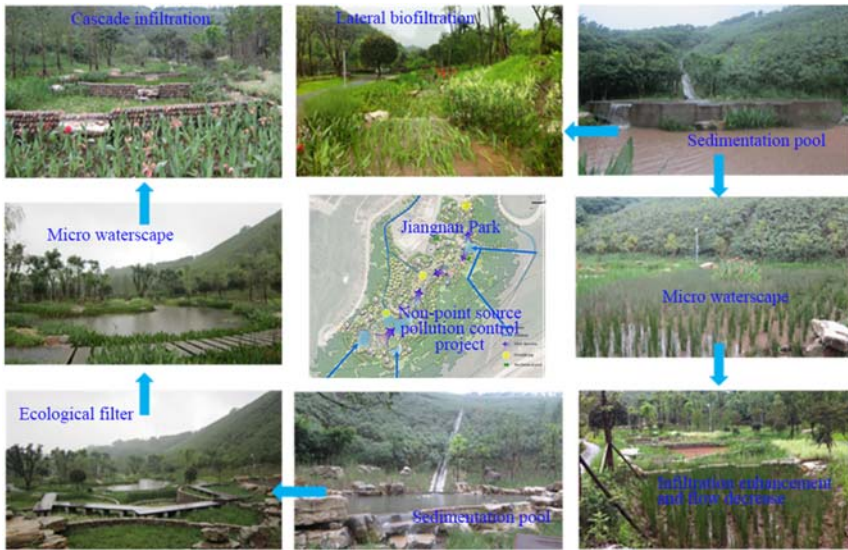 Cascade infiltration
Lateral biofiltration
Sedimentation pool
Micro waterscape
Jiangnan Park
Non-point source
pollution control
project
Micro waterscape
Ecological filter
Sedimentation pool
Infiltration enhancement
and flow decrease